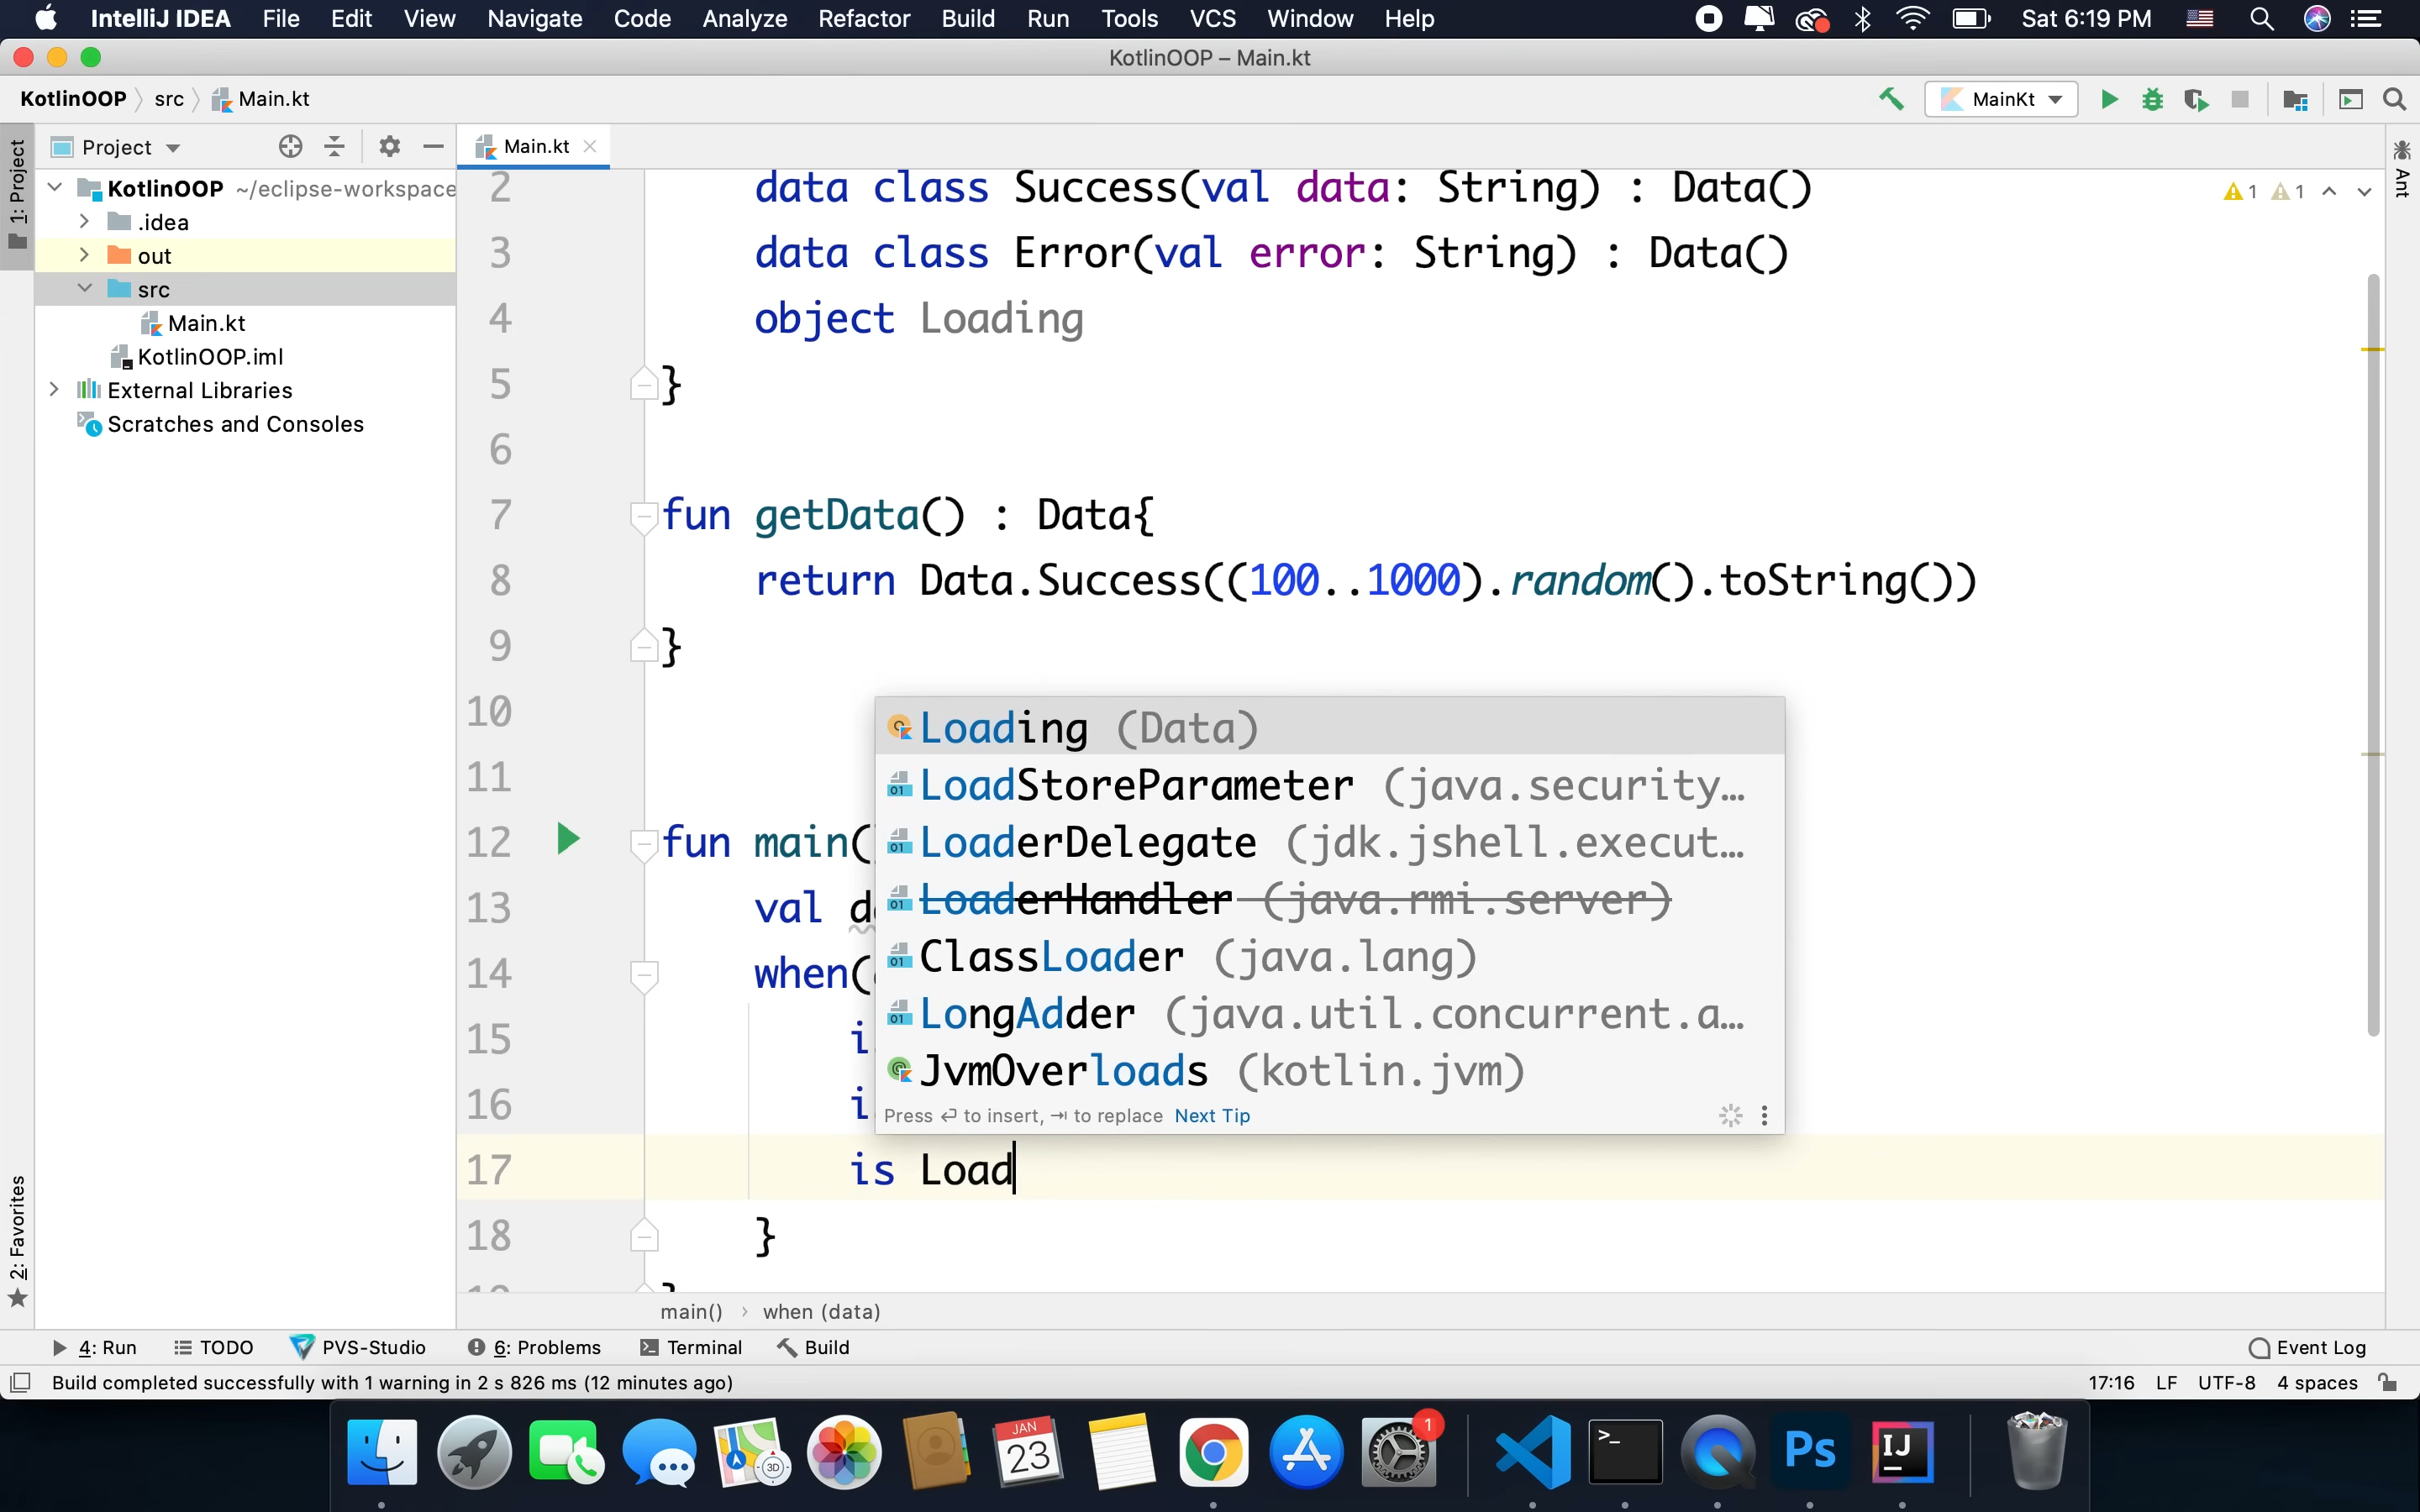 IntelliJ IDEA File Edit View Navigate Code Analyze Refactor Build Run Tools VCS Window Help Sat 6:19 PM
KotlinOOP – Main.kt
KotlinOOP src Main.kt MainKt
1: Project
Project
Main.kt
Ant
KotlinOOP ~/eclipse-workspace
.idea
out
src
Main.kt
KotlinOOP.iml
External Libraries
Scratches and Consoles
1 1
2 data class Success(val data: String) : Data()
3 data class Error(val error: String) : Data()
4 object Loading
5 }
6
7 fun getData() : Data{
8 return Data.Success((100..1000).random().toString())
9 }
10
11
12 fun main(
13 val d
14 when(
15 i
16 i
17 is Load
18 }
Loading (Data)
LoadStoreParameter (java.security…
LoaderDelegate (jdk.jshell.execut…
LoaderHandler (java.rmi.server)
ClassLoader (java.lang)
LongAdder (java.util.concurrent.a…
JvmOverloads (kotlin.jvm)
Press ↩ to insert, ⇥ to replace Next Tip
main() › when (data)
2: Favorites
4: Run TODO PVS-Studio 6: Problems Terminal Build Event Log
Build completed successfully with 1 warning in 2 s 826 ms (12 minutes ago) 17:16 LF UTF-8 4 spaces
3D
JAN
23
1
>_
Ps
IJ